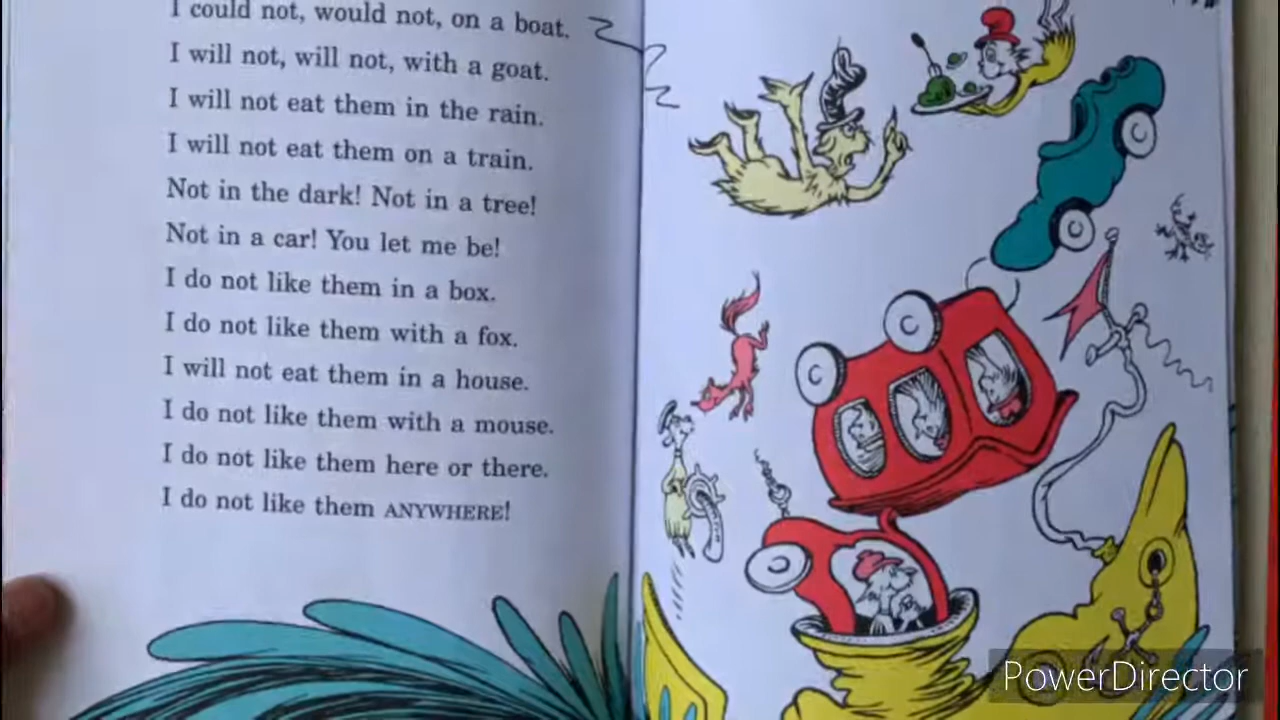 I could not, would not, on a boat.
I will not, will not, with a goat.
I will not eat them in the rain.
I will not eat them on a train.
Not in the dark! Not in a tree!
Not in a car! You let me be!
I do not like them in a box.
I do not like them with a fox.
I will not eat them in a house.
I do not like them with a mouse.
I do not like them here or there.
I do not like them ANYWHERE!
PowerDirector